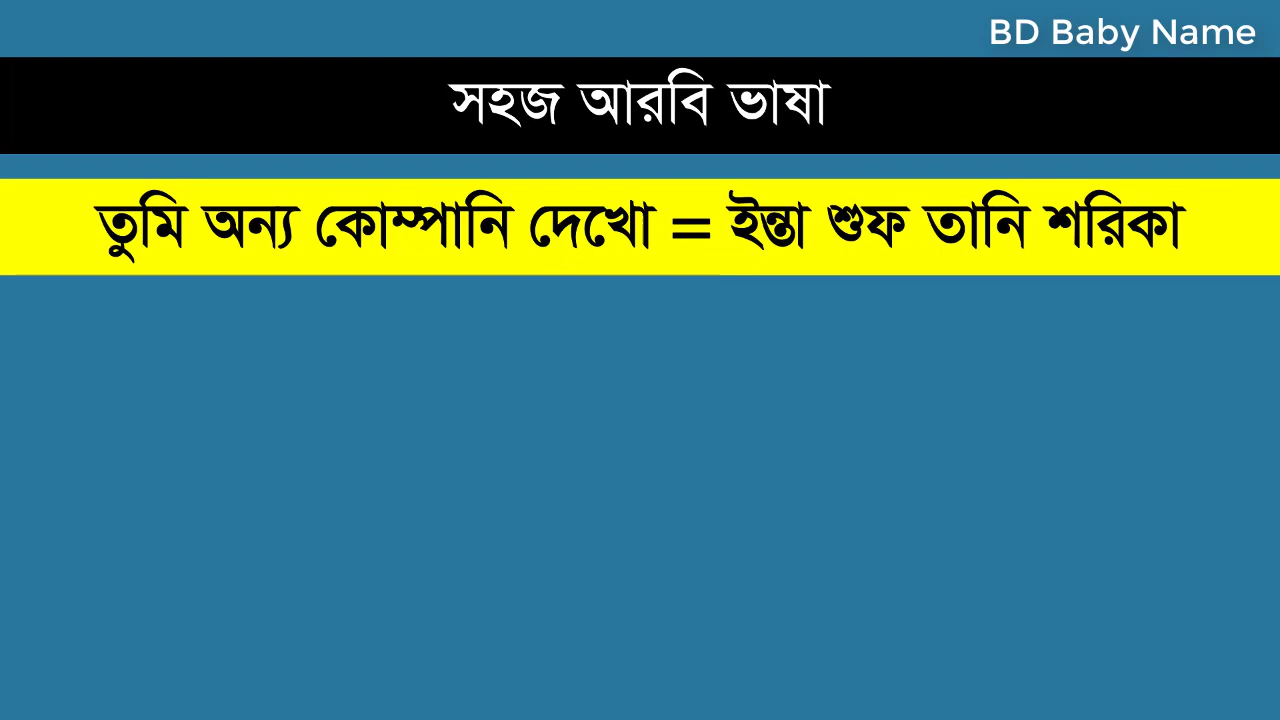 BD Baby Name
সহজ আরবি ভাষা
তুমি অন্য কোম্পানি দেখো = ইন্তা শুফ তানি শরিকা